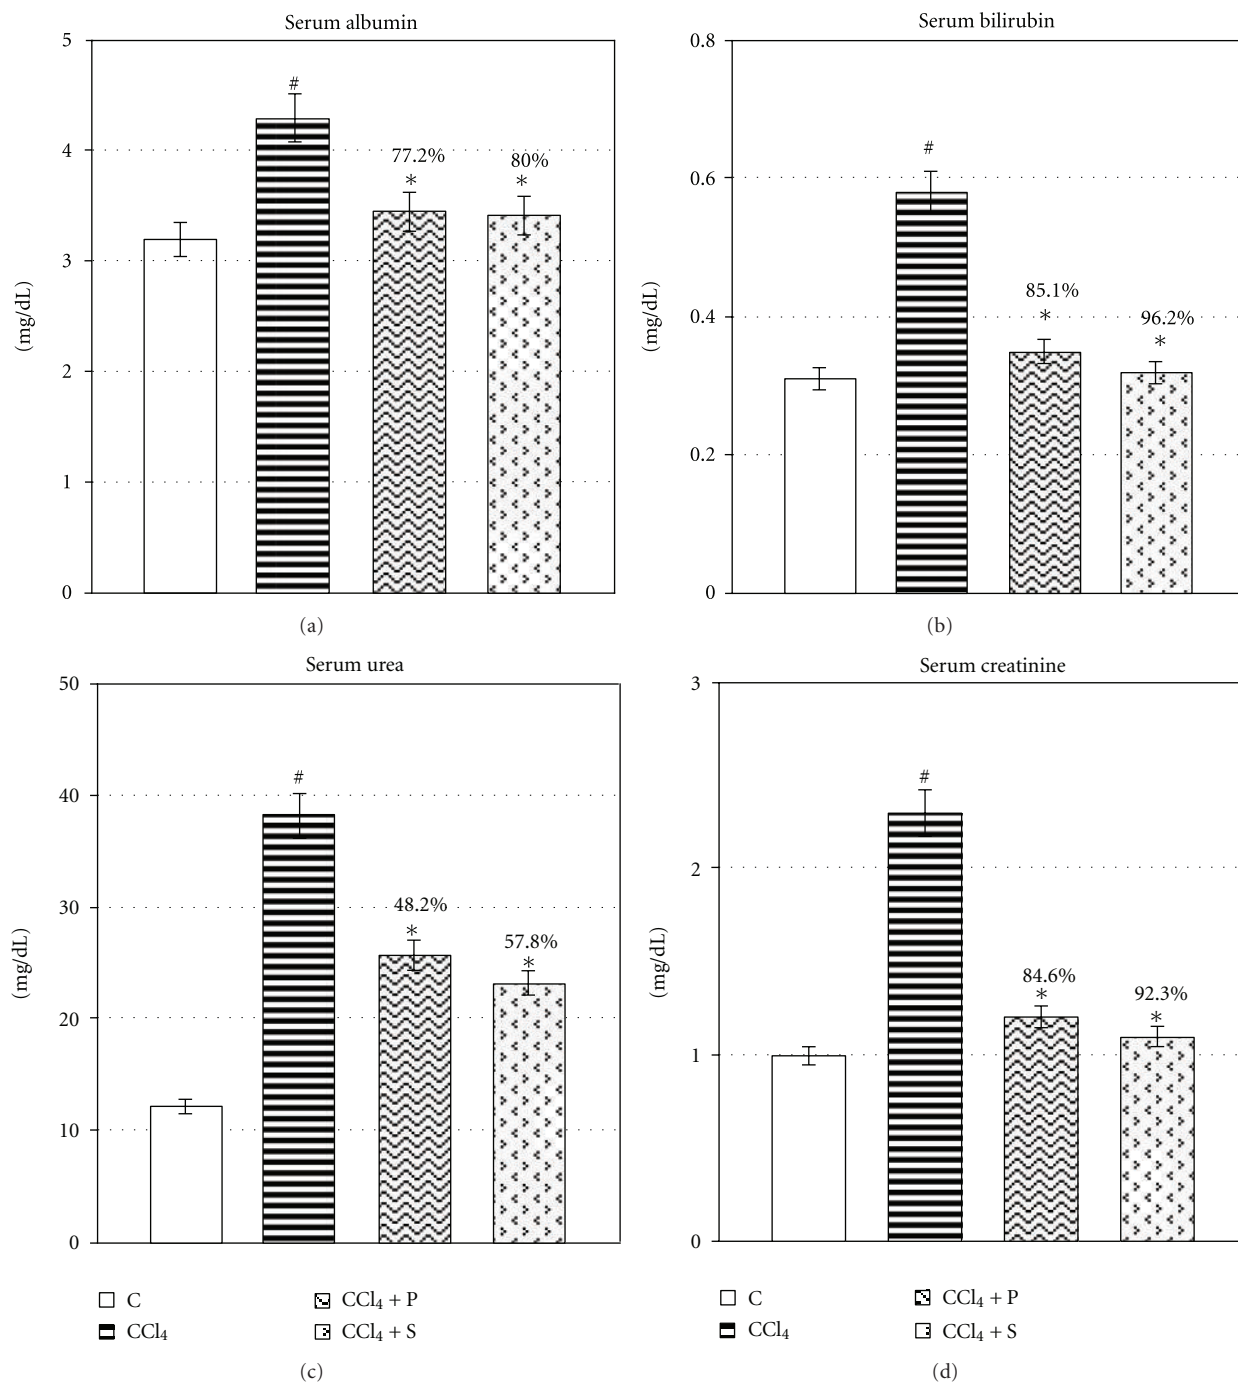 Serum albumin
5
4
3
2
1
0
(mg/dL)
#
77.2%
*
80%
*
(a)
Serum bilirubin
0.8
0.6
0.4
0.2
0
(mg/dL)
#
85.1%
*
96.2%
*
(b)
Serum urea
50
40
30
20
10
0
(mg/dL)
#
48.2%
*
57.8%
*
C
CCl₄
CCl₄ + P
CCl₄ + S
(c)
Serum creatinine
3
2
1
0
(mg/dL)
#
84.6%
*
92.3%
*
C
CCl₄
CCl₄ + P
CCl₄ + S
(d)